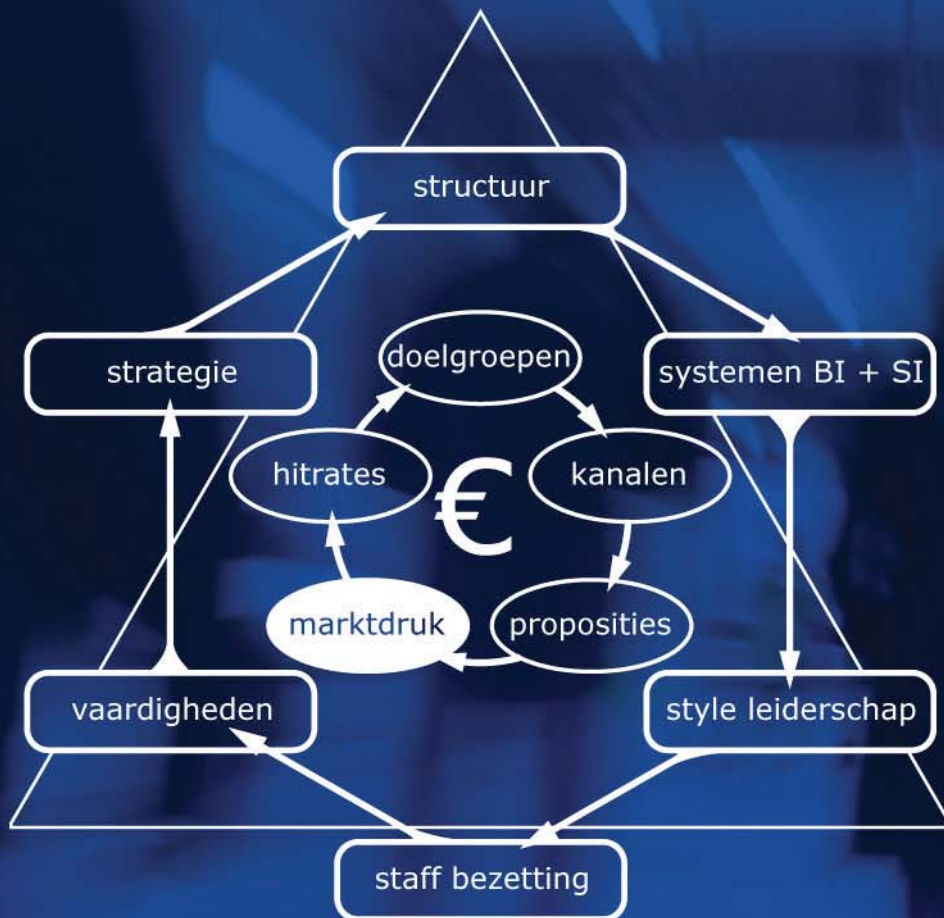 structuur
doelgroepen
strategie
systemen BI + SI
hitrates
€
kanalen
marktdruk
proposities
vaardigheden
style leiderschap
staff bezetting